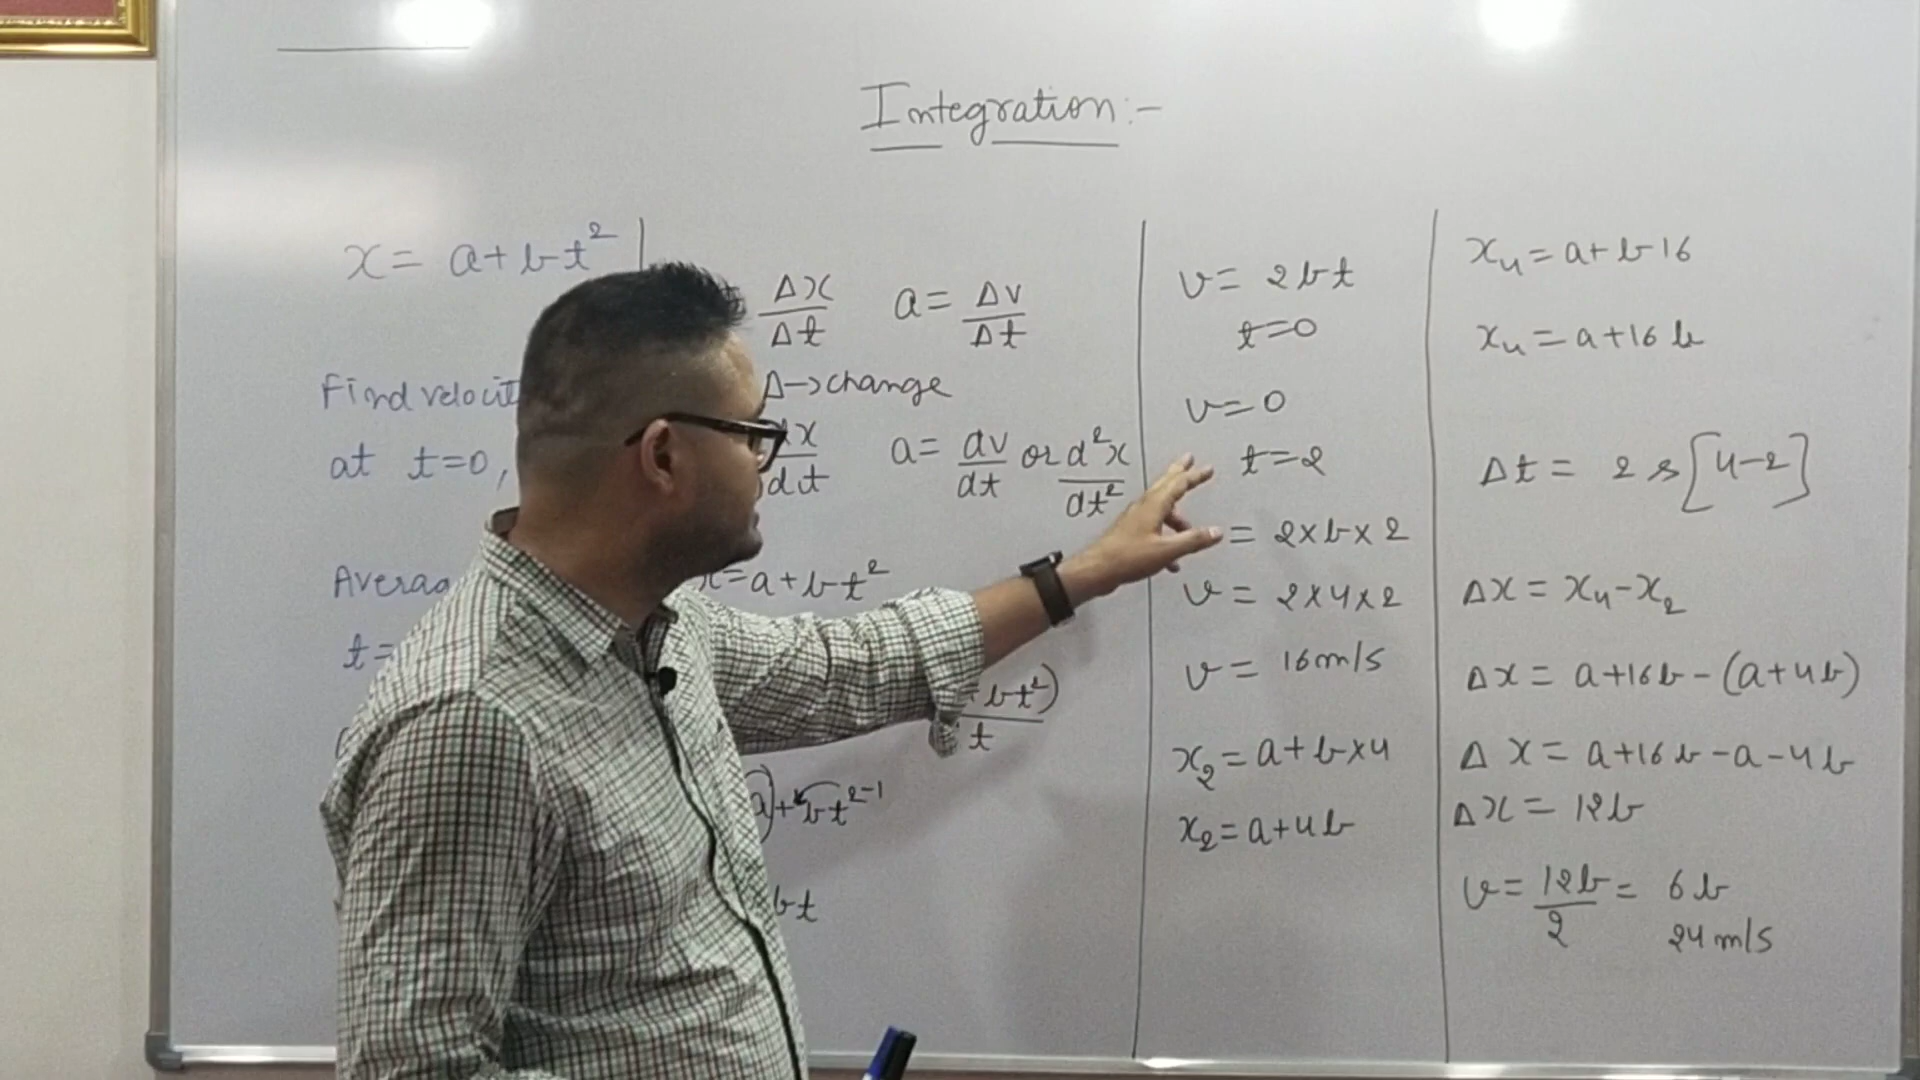 Integration:-
x = a+bt²
Find velocit
at t=0,
Averag
t=
Δx/Δt a = Δv/Δt
Δ→change
dx/dt a = dv/dt or d²x/dt²
x=a+bt²
bt²)
t
a)+bt²⁻¹
bt
v = 2bt
t=0
v=0
t=2
= 2×b×2
v = 2×4×2
v = 16m/s
x₂=a+b×4
x₂=a+4b
x₄=a+b16
x₄=a+16b
Δt = 2s[4-2]
Δx = x₄-x₂
Δx = a+16b-(a+4b)
Δx = a+16b-a-4b
Δx= 12b
v= 12b/2 = 6b
24m/s